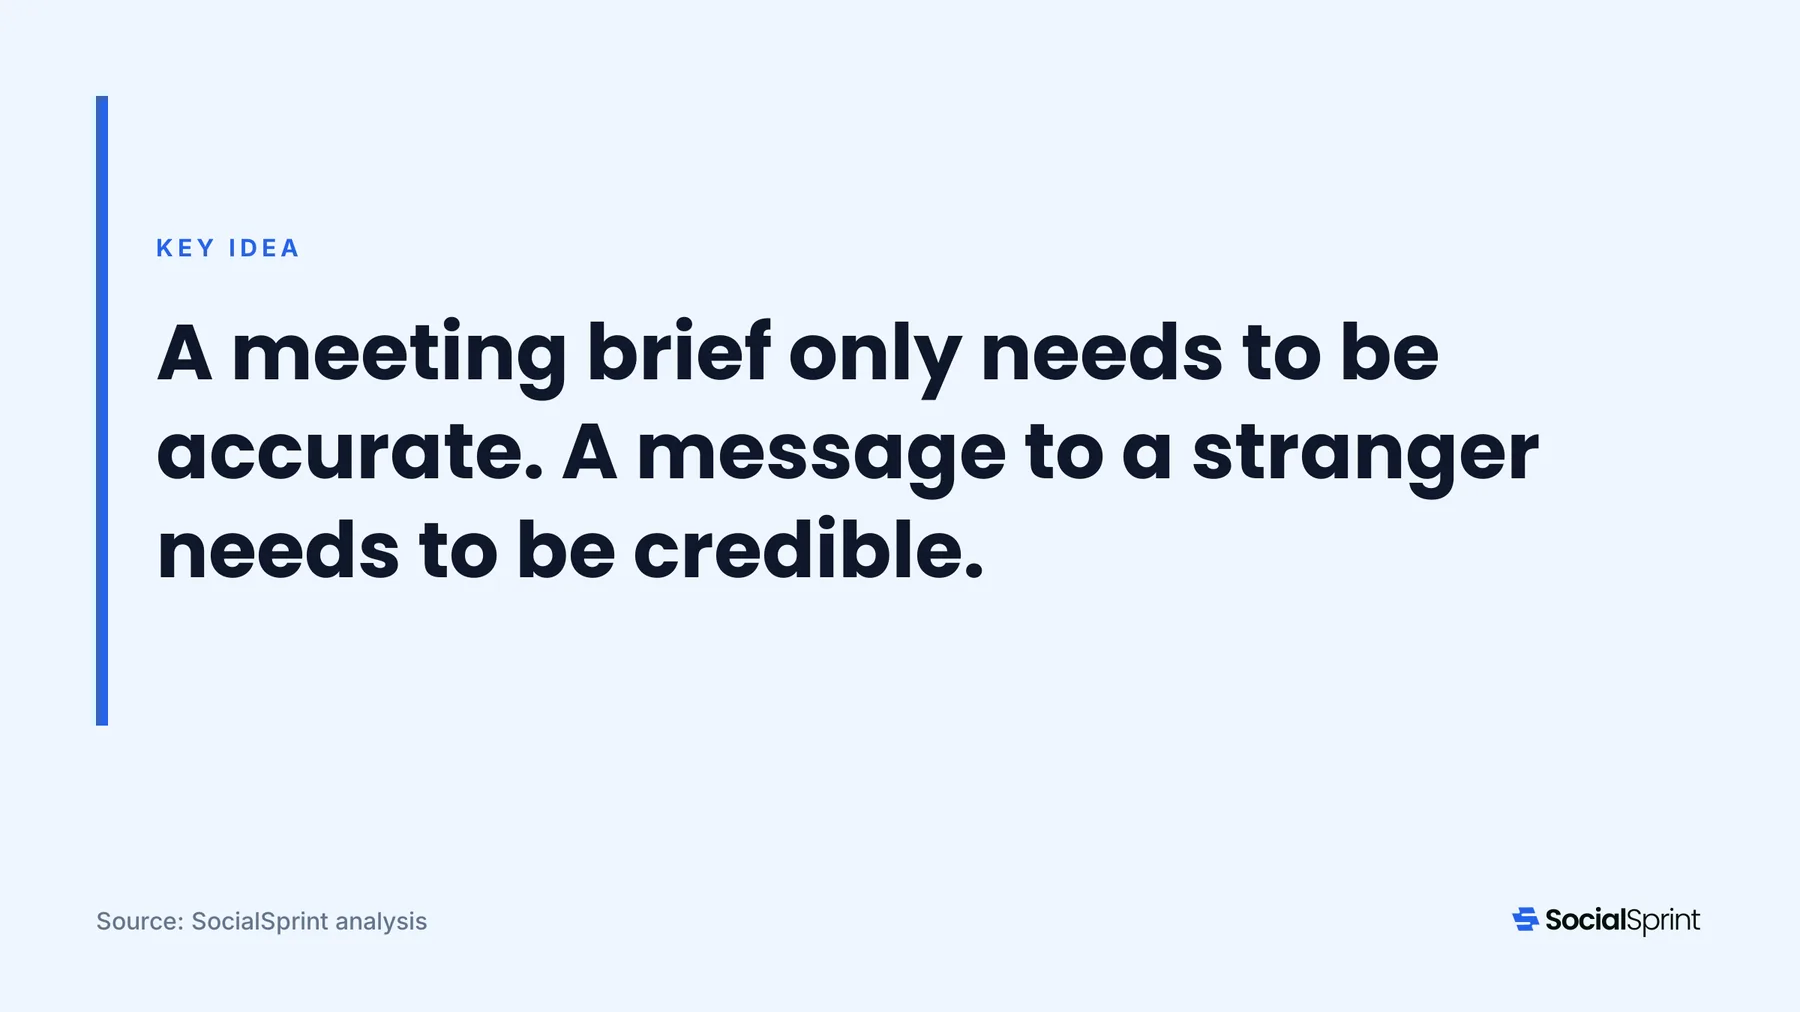 KEY IDEA
A meeting brief only needs to be
accurate. A message to a stranger
needs to be credible.
Source: SocialSprint analysis
SocialSprint